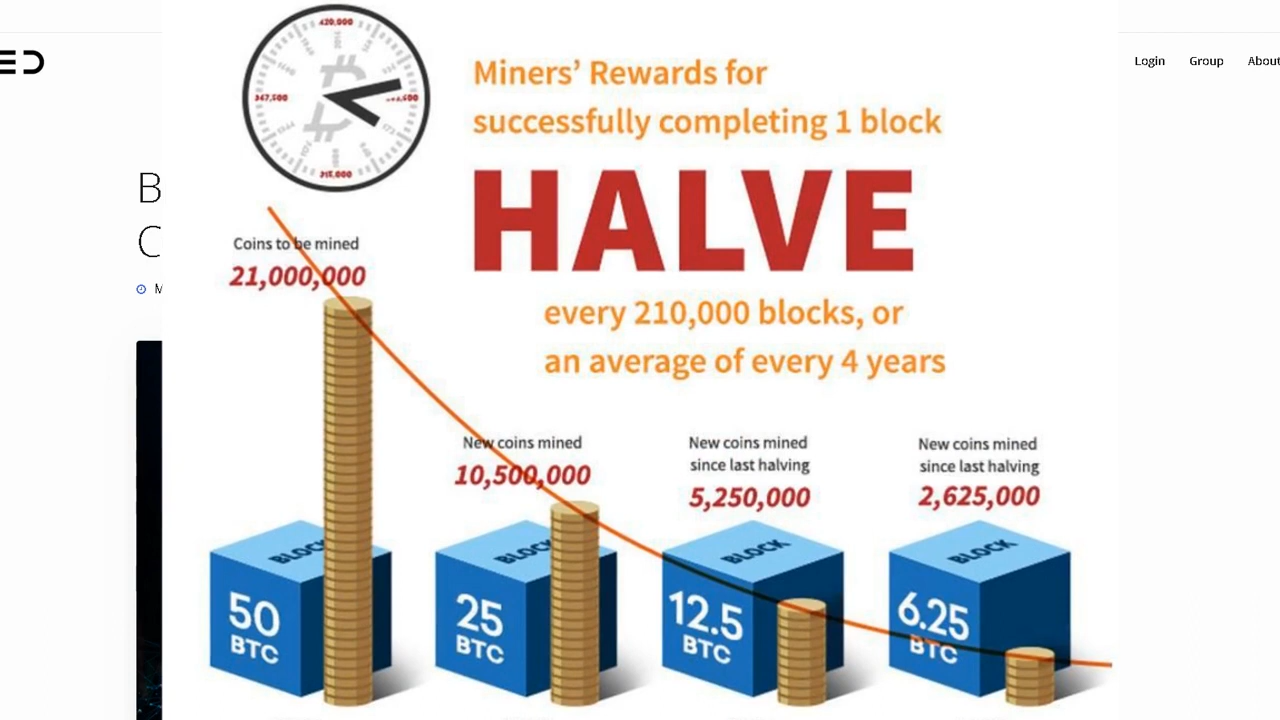 420,000
Miners' Rewards for
successfully completing 1 block
ED
Login Group About
367,500
HALVE
315,000
B
C
M
every 210,000 blocks, or
an average of every 4 years
Coins to be mined
21,000,000
New coins mined
10,500,000
New coins mined
since last halving
5,250,000
New coins mined
since last halving
2,625,000
BLOCK
BLOCK
BLOCK
BLOCK
50
BTC
25
BTC
12.5
BTC
6.25
BTC